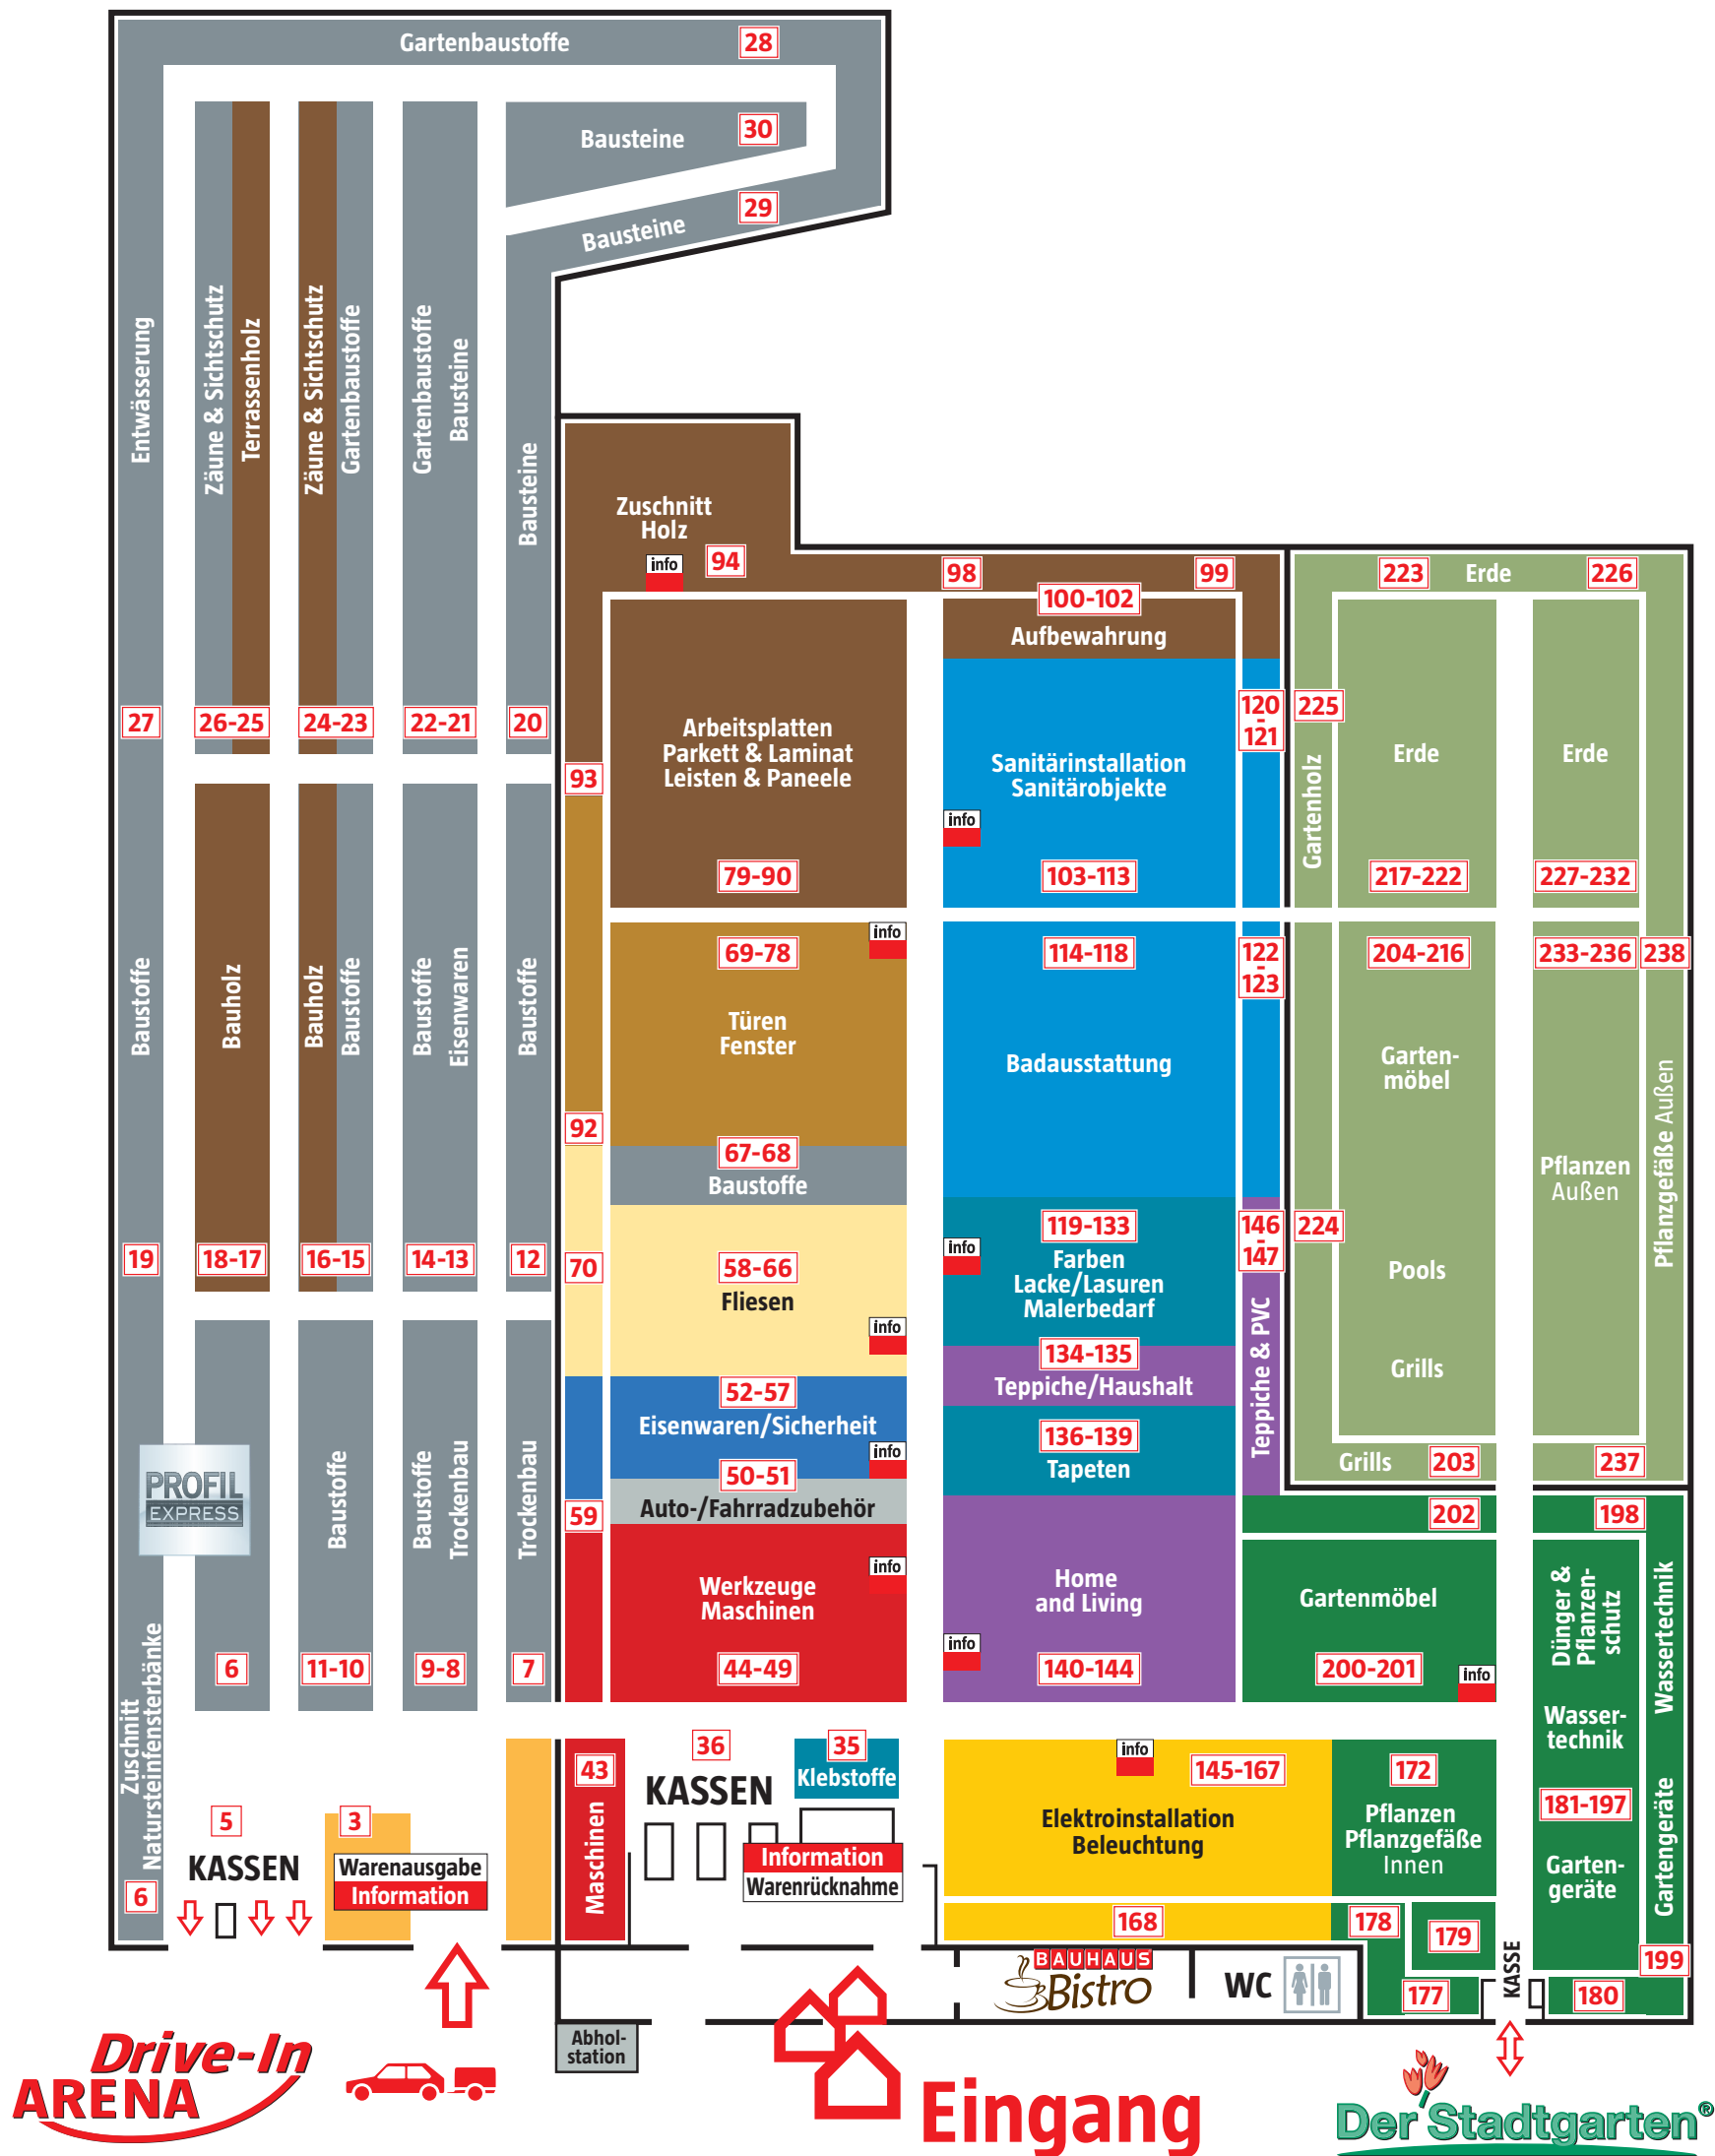 Gartenbaustoffe
28
Bausteine
30
Bausteine
29
Entwässerung
Zäune & Sichtschutz
Terrassenholz
Zäune & Sichtschutz
Gartenbaustoffe
Gartenbaustoffe
Bausteine
Bausteine
27
26-25
24-23
22-21
20
Baustoffe
Bauholz
Bauholz
Baustoffe
Baustoffe
Eisenwaren
Baustoffe
19
18-17
16-15
14-13
12
PROFIL
EXPRESS
Baustoffe
Baustoffe
Trockenbau
Trockenbau
6
11-10
9-8
7
Zuschnitt
Natursteinfensterbänke
6
5
KASSEN
3
Warenausgabe
Information
Zuschnitt
Holz
info
94
98
99
100-102
Aufbewahrung
93
Arbeitsplatten
Parkett & Laminat
Leisten & Paneele
79-90
Sanitärinstallation
Sanitärobjekte
info
103-113
120
-
121
69-78
info
Türen
Fenster
92
67-68
Baustoffe
114-118
Badausstattung
122
-
123
70
58-66
Fliesen
info
119-133
info
Farben
Lacke/Lasuren
Malerbedarf
146
-
147
134-135
Teppiche/Haushalt
Teppiche & PVC
52-57
Eisenwaren/Sicherheit
info
136-139
Tapeten
50-51
Auto-/Fahrradzubehör
59
info
Werkzeuge
Maschinen
44-49
Home
and Living
info
140-144
223
Erde
226
225
Gartenholz
Erde
Erde
217-222
227-232
204-216
233-236
238
Garten-
möbel
Pflanzen
Außen
Pflanzgefäße Außen
224
Pools
Grills
Grills
203
237
202
198
Gartenmöbel
200-201
info
Dünger &
Pflanzen-
schutz
Wassertechnik
Wasser-
technik
181-197
Garten-
geräte
Gartengeräte
43
Maschinen
36
KASSEN
35
Klebstoffe
Information
Warenrücknahme
info
145-167
Elektroinstallation
Beleuchtung
172
Pflanzen
Pflanzgefäße
Innen
168
178
179
177
KASSE
199
180
BAUHAUS
Bistro
WC
Abhol-
station
Drive-In
ARENA
Eingang
Der Stadtgarten®